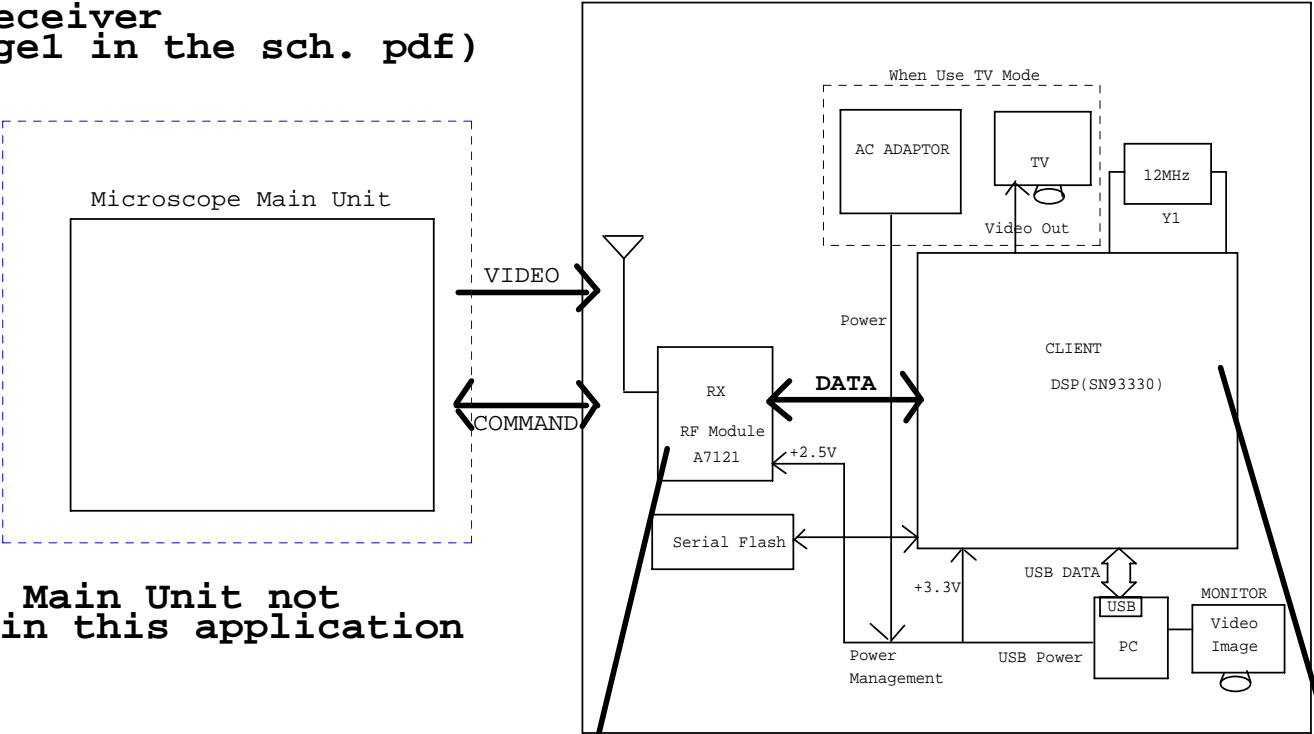 eceiver
ge1 in the sch. pdf)
When Use TV Mode
AC ADAPTOR
TV
12MHz
Y1
Video Out
Microscope Main Unit
VIDEO
COMMAND
Power
CLIENT
DSP(SN93330)
DATA
RX
RF Module
A7121
+2.5V
Serial Flash
+3.3V
USB DATA
USB
PC
MONITOR
Video
Image
Power
Management
USB Power
Main Unit not
in this application